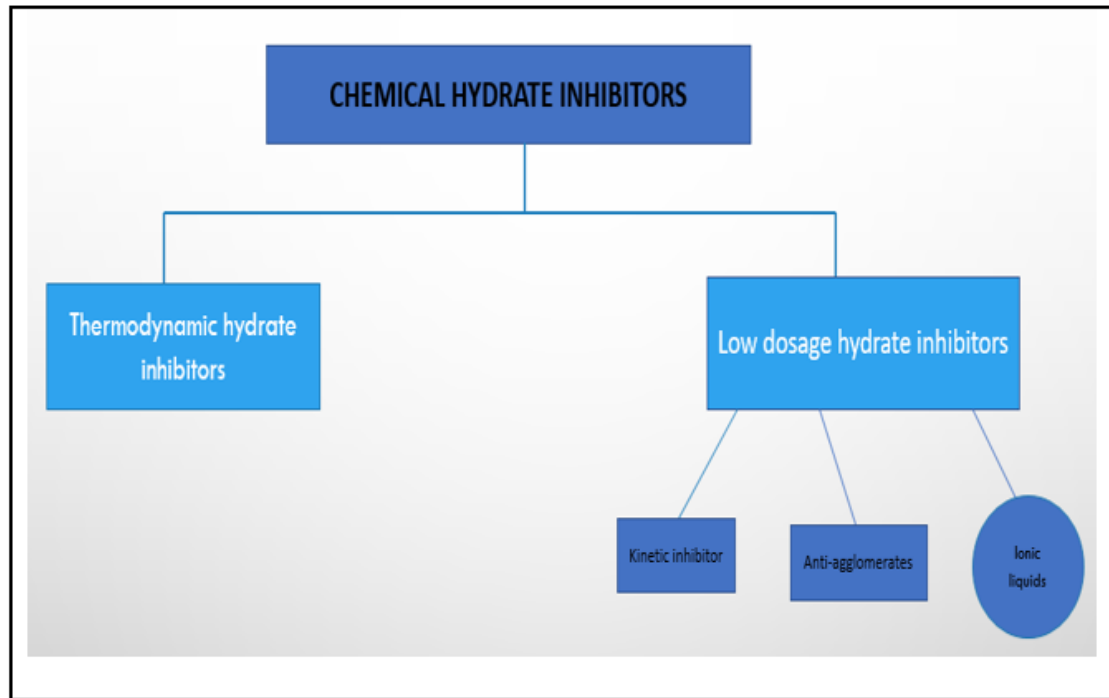 CHEMICAL HYDRATE INHIBITORS
Thermodynamic hydrate
inhibitors
Low dosage hydrate inhibitors
Kinetic inhibitor
Anti-agglomerates
Ionic
liquids